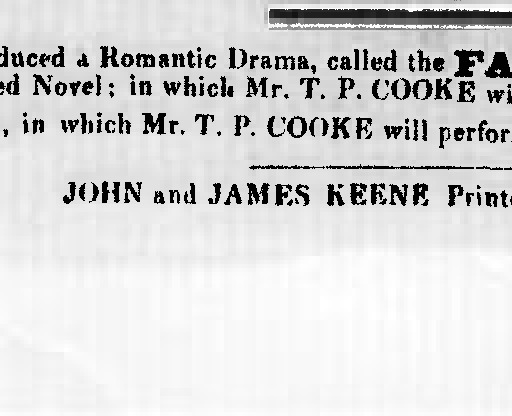 duced a Romantic Drama, called the FA
ed Novel; in which Mr. T. P. COOKE wi
, in which Mr. T. P. COOKE will perfor
JOHN and JAMES KEENE Printe